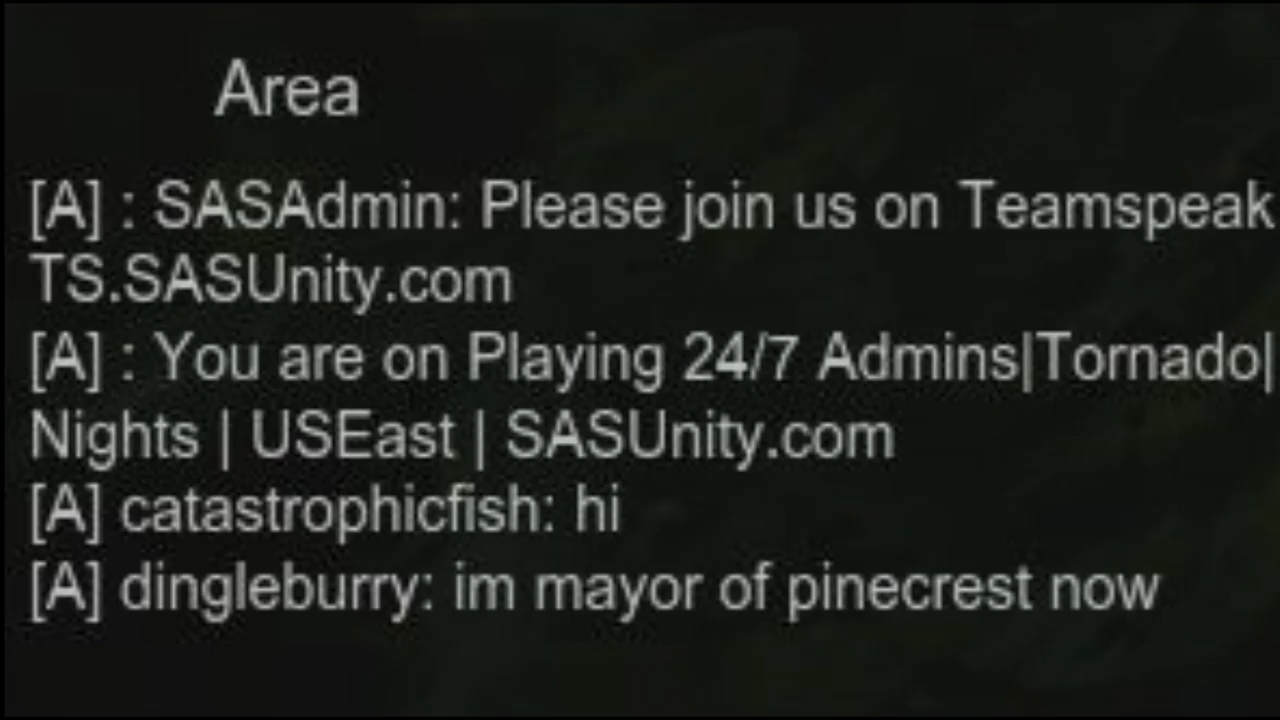 Area
[A] : SASAdmin: Please join us on Teamspeak
TS.SASUnity.com
[A] : You are on Playing 24/7 Admins|Tornado|
Nights | USEast | SASUnity.com
[A] catastrophicfish: hi
[A] dingleburry: im mayor of pinecrest now